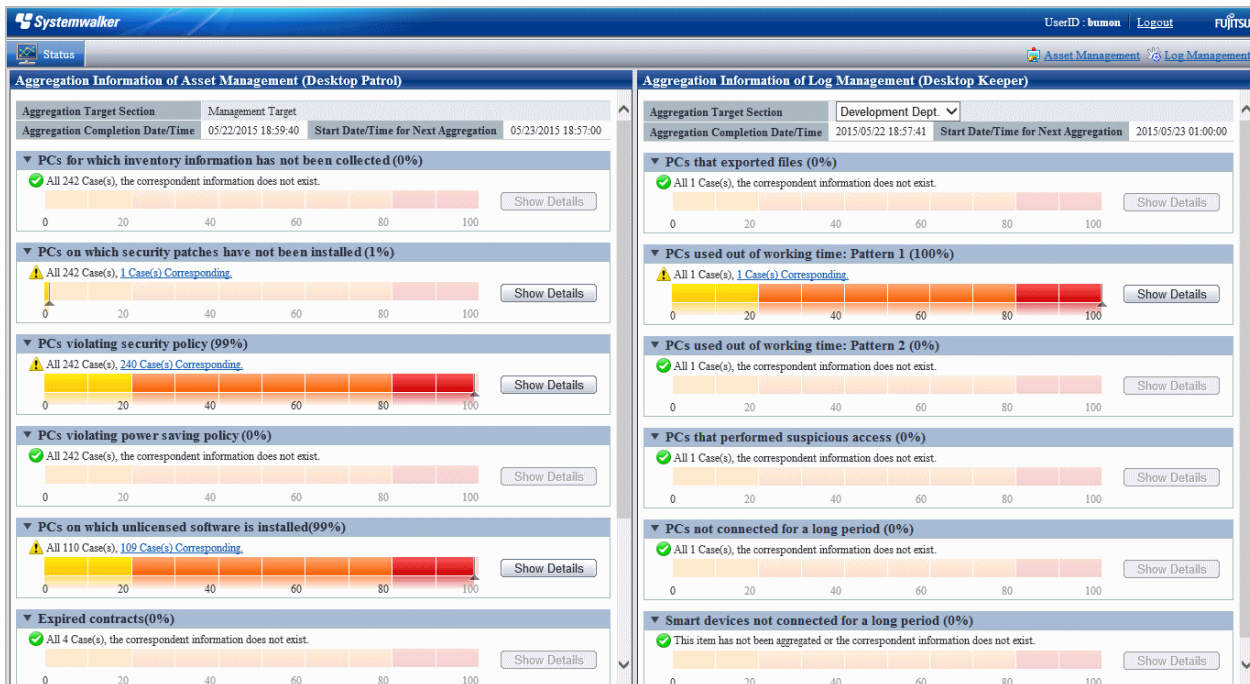 Systemwalker
UserID : bumon Logout FUJITSU
Status Asset Management Log Management
Aggregation Information of Asset Management (Desktop Patrol)
Aggregation Target Section Management Target
Aggregation Completion Date/Time 05/22/2015 18:59:40 Start Date/Time for Next Aggregation 05/23/2015 18:57:00
PCs for which inventory information has not been collected (0%)
All 242 Case(s), the correspondent information does not exist.
Show Details
0 20 40 60 80 100
PCs on which security patches have not been installed (1%)
All 242 Case(s), 1 Case(s) Corresponding.
Show Details
0 20 40 60 80 100
PCs violating security policy (99%)
All 242 Case(s), 240 Case(s) Corresponding.
Show Details
0 20 40 60 80 100
PCs violating power saving policy (0%)
All 242 Case(s), the correspondent information does not exist.
Show Details
0 20 40 60 80 100
PCs on which unlicensed software is installed(99%)
All 110 Case(s), 109 Case(s) Corresponding.
Show Details
0 20 40 60 80 100
Expired contracts(0%)
All 4 Case(s), the correspondent information does not exist.
Show Details
0 20 40 60 80 100
Aggregation Information of Log Management (Desktop Keeper)
Aggregation Target Section Development Dept.
Aggregation Completion Date/Time 2015/05/22 18:57:41 Start Date/Time for Next Aggregation 2015/05/23 01:00:00
PCs that exported files (0%)
All 1 Case(s), the correspondent information does not exist.
Show Details
0 20 40 60 80 100
PCs used out of working time: Pattern 1 (100%)
All 1 Case(s), 1 Case(s) Corresponding.
Show Details
0 20 40 60 80 100
PCs used out of working time: Pattern 2 (0%)
All 1 Case(s), the correspondent information does not exist.
Show Details
0 20 40 60 80 100
PCs that performed suspicious access (0%)
All 1 Case(s), the correspondent information does not exist.
Show Details
0 20 40 60 80 100
PCs not connected for a long period (0%)
All 1 Case(s), the correspondent information does not exist.
Show Details
0 20 40 60 80 100
Smart devices not connected for a long period (0%)
This item has not been aggregated or the correspondent information does not exist.
Show Details
0 20 40 60 80 100